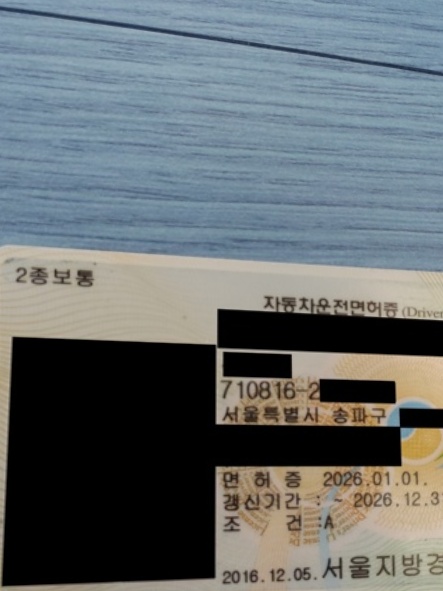 2종보통
자동차운전면허증 (Driver
710816-2
서울특별시 송파구
면 허 증 2026.01.01.
갱신기간 : ~ 2026.12.31
조 건 :A
2016.12.05. 서울지방경